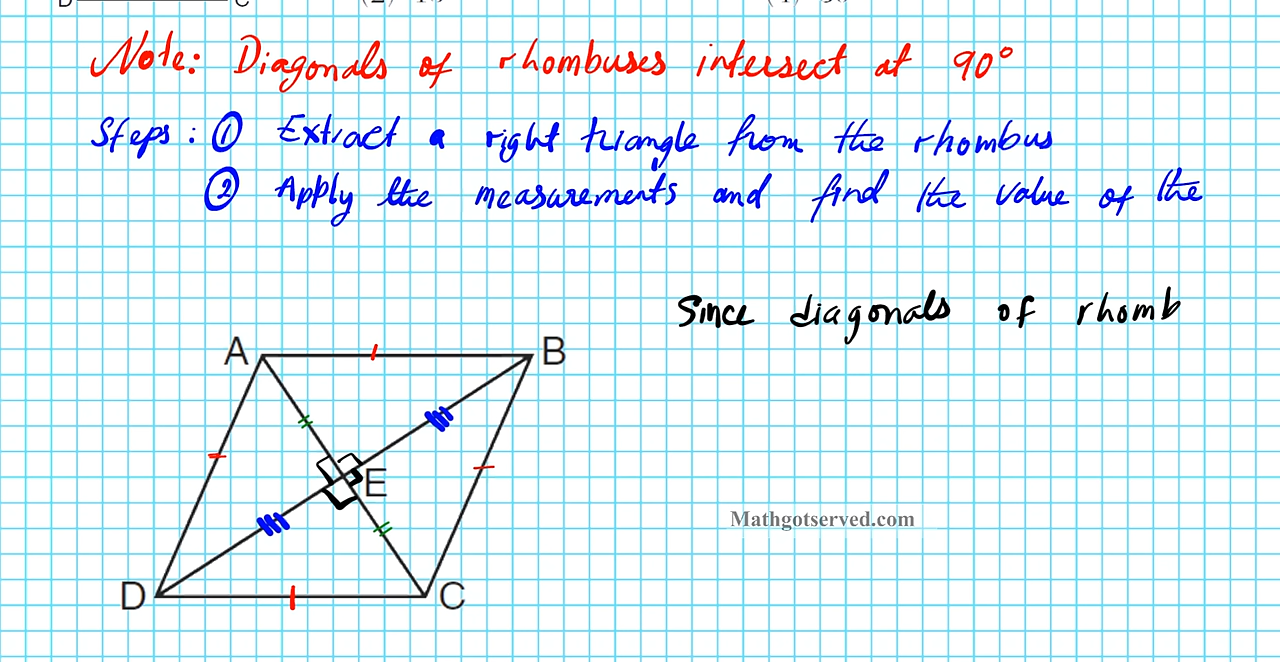 Note: Diagonals of rhombuses intersect at 90°
Steps: ① Extract a right triangle from the rhombus
② Apply the measurements and find the value of the
Since diagonals of rhomb
A
B
E
Mathgotserved.com
D
C